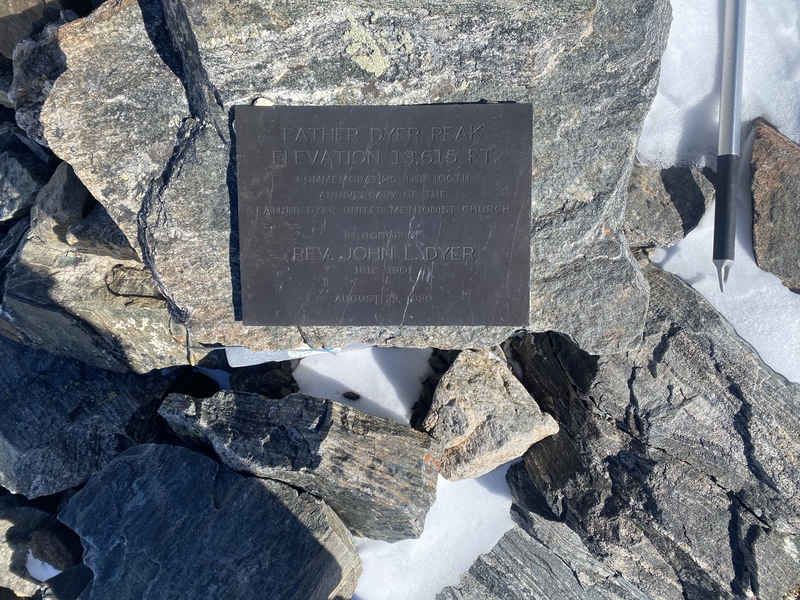 FATHER DYER PEAK
ELEVATION 13,615 FT.
COMMEMORATING THE 100TH
ANNIVERSARY OF THE
FATHER DYER UNITED METHODIST CHURCH
IN HONOR OF
REV. JOHN L. DYER
1812-1901
AUGUST 23, 1980